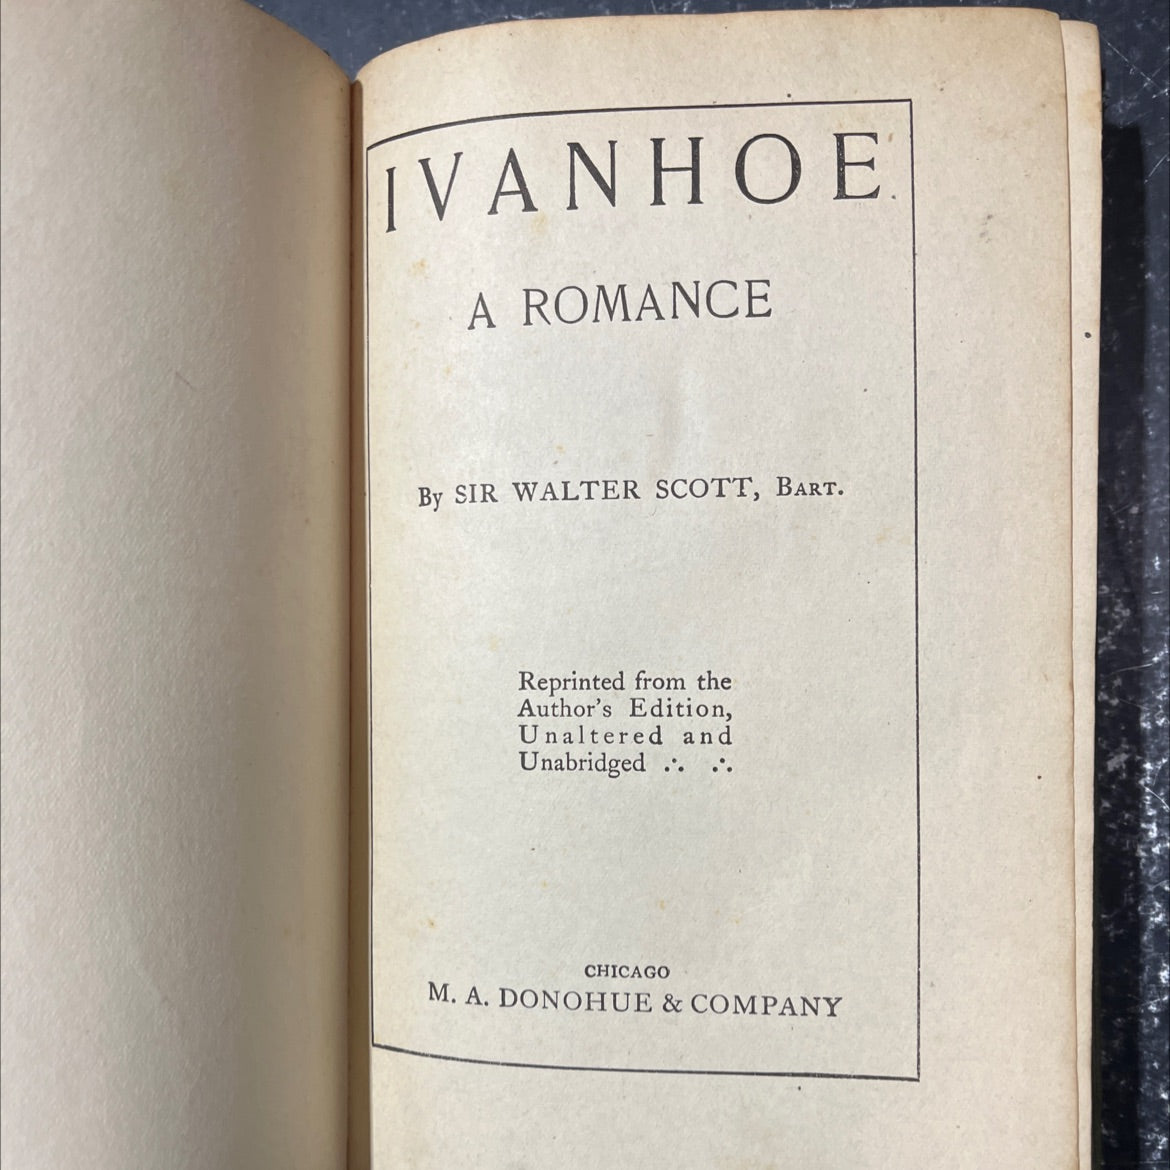 IVANHOE
A ROMANCE
By SIR WALTER SCOTT, BART.
Reprinted from the
Author's Edition,
Unaltered and
Unabridged ∴ ∴
CHICAGO
M. A. DONOHUE & COMPANY